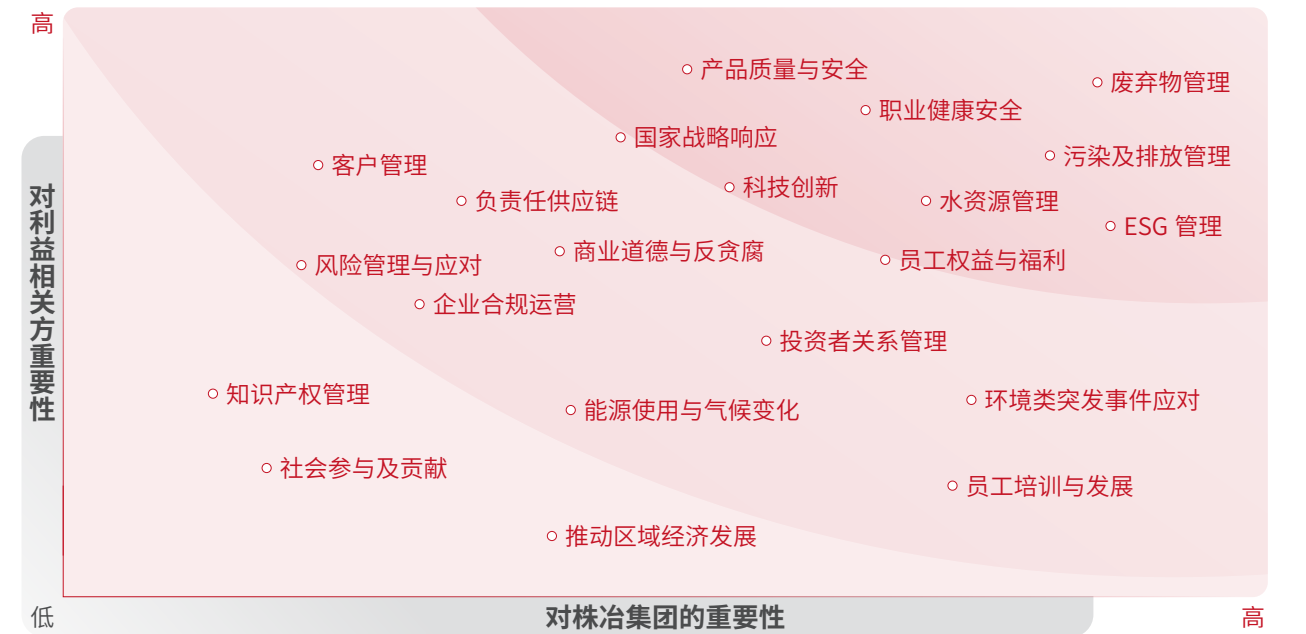 高
产品质量与安全
废弃物管理
职业健康安全
国家战略响应
污染及排放管理
客户管理
科技创新
负责任供应链
水资源管理
ESG 管理
商业道德与反贪腐
员工权益与福利
风险管理与应对
企业合规运营
投资者关系管理
知识产权管理
环境类突发事件应对
能源使用与气候变化
社会参与及贡献
员工培训与发展
推动区域经济发展
对利益相关方重要性
低
对株冶集团的重要性
高